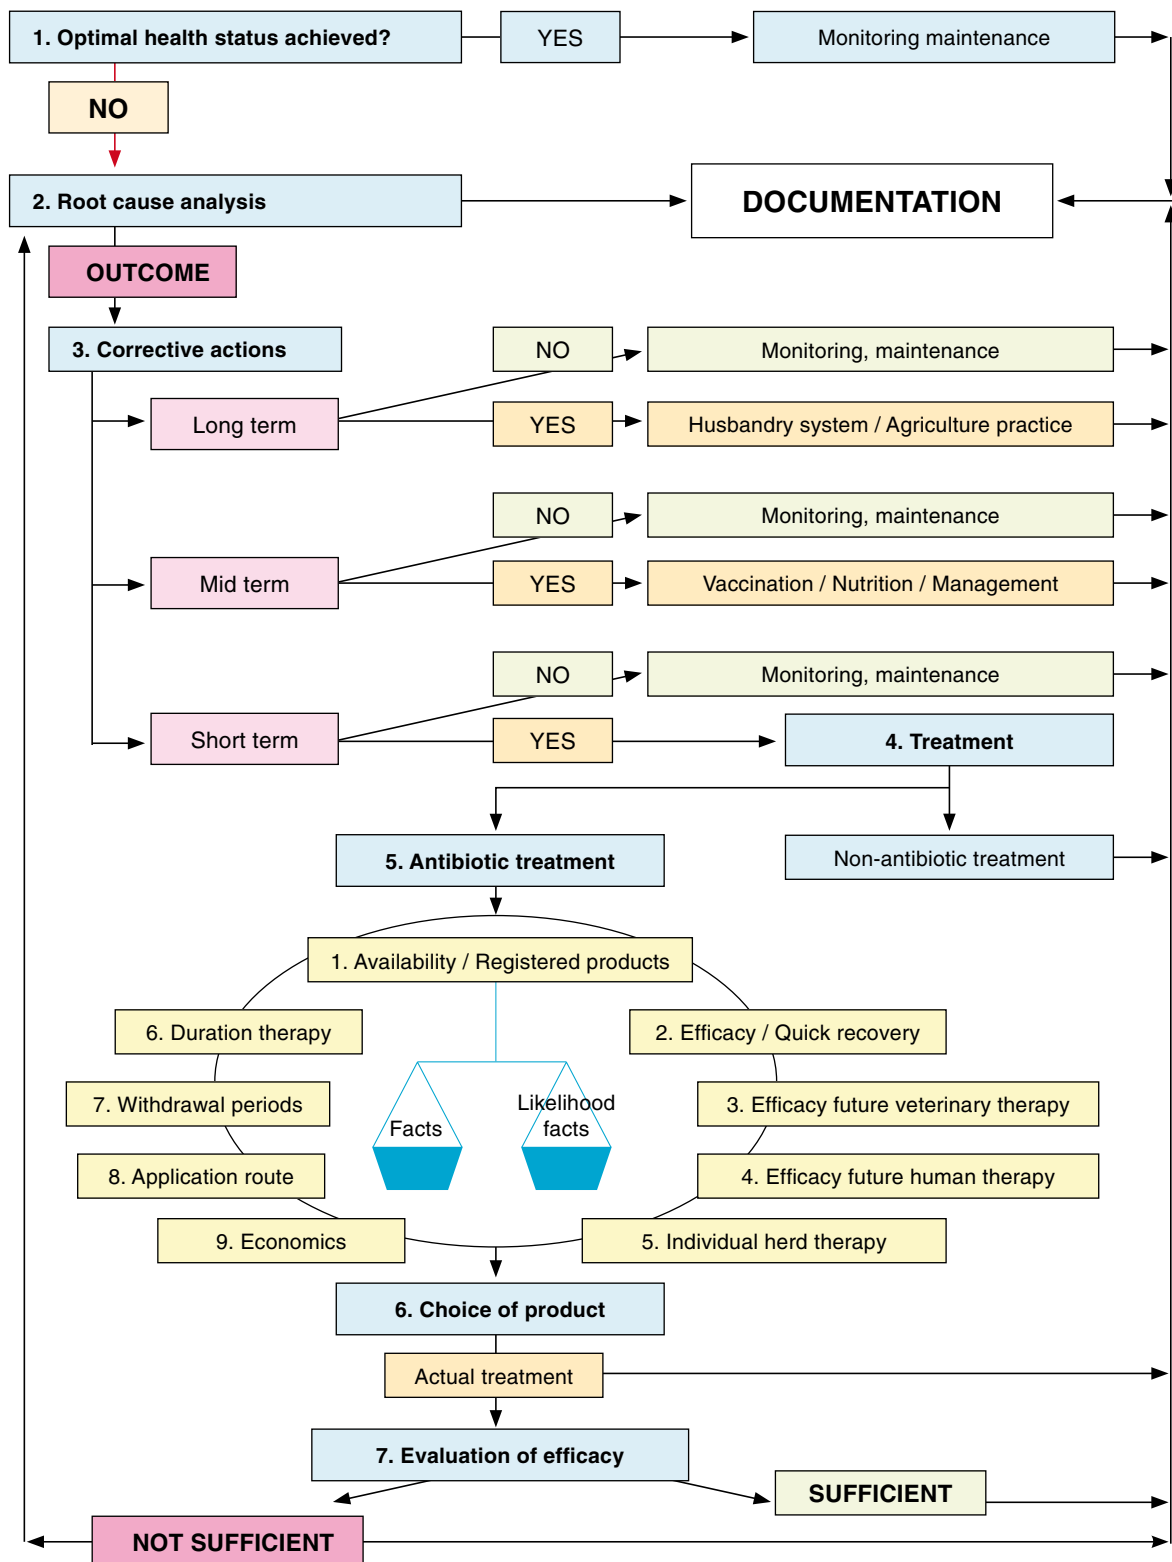 1. Optimal health status achieved?
YES
Monitoring maintenance
NO
2. Root cause analysis
DOCUMENTATION
OUTCOME
3. Corrective actions
NO
Monitoring, maintenance
Long term
YES
Husbandry system / Agriculture practice
NO
Monitoring, maintenance
Mid term
YES
Vaccination / Nutrition / Management
NO
Monitoring, maintenance
Short term
YES
4. Treatment
5. Antibiotic treatment
Non-antibiotic treatment
1. Availability / Registered products
6. Duration therapy
2. Efficacy / Quick recovery
7. Withdrawal periods
Likelihood
facts
Facts
3. Efficacy future veterinary therapy
8. Application route
4. Efficacy future human therapy
9. Economics
5. Individual herd therapy
6. Choice of product
Actual treatment
7. Evaluation of efficacy
SUFFICIENT
NOT SUFFICIENT